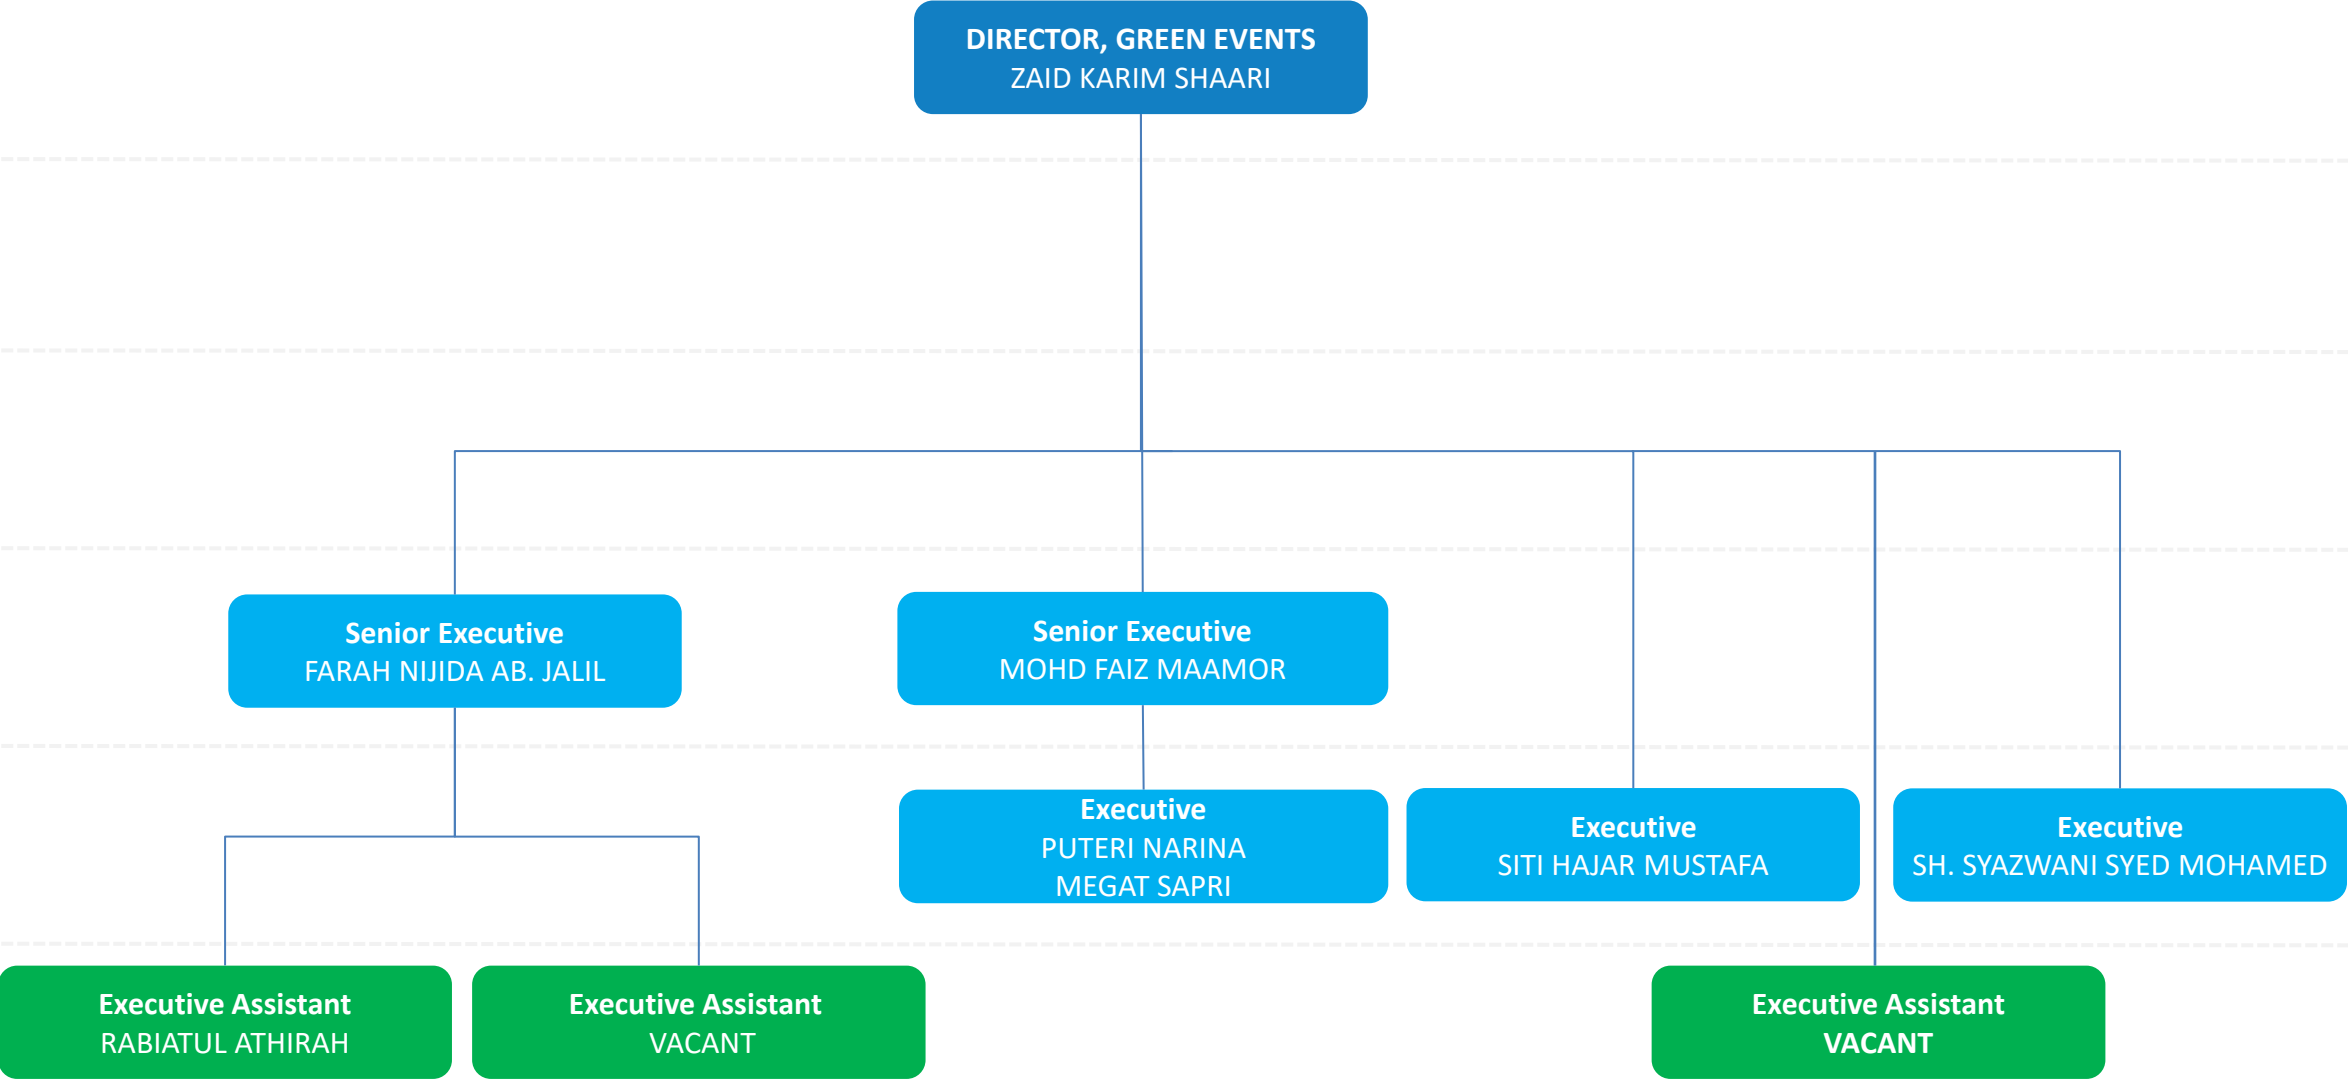 DIRECTOR, GREEN EVENTS
ZAID KARIM SHAARI
Senior Executive
FARAH NIJIDA AB. JALIL
Senior Executive
MOHD FAIZ MAAMOR
Executive
PUTERI NARINA
MEGAT SAPRI
Executive
SITI HAJAR MUSTAFA
Executive
SH. SYAZWANI SYED MOHAMED
Executive Assistant
RABIATUL ATHIRAH
Executive Assistant
VACANT
Executive Assistant
VACANT